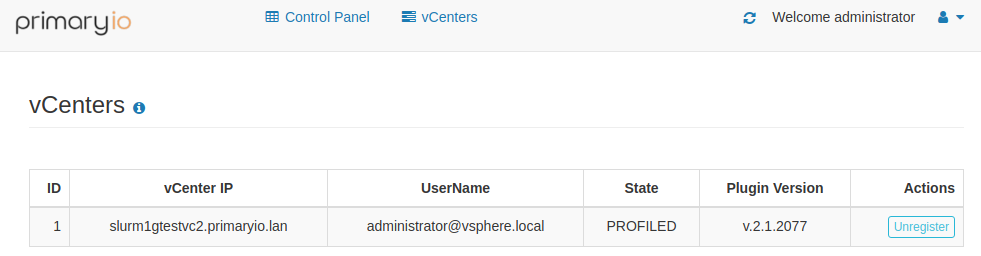 primaryio Control Panel vCenters Welcome administrator
vCenters
ID vCenter IP UserName State Plugin Version Actions
1 slurm1gtestvc2.primaryio.lan administrator@vsphere.local PROFILED v.2.1.2077 Unregister